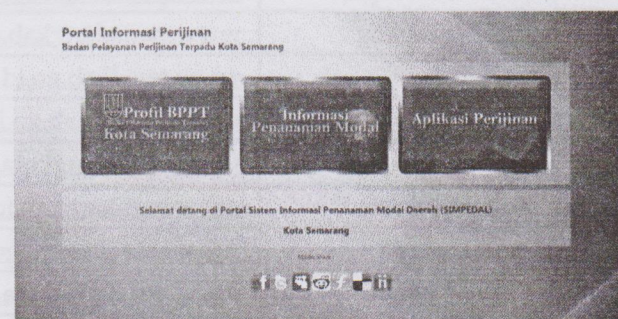 Portal Informasi Perijinan
Badan Pelayanan Perijinan Terpadu Kota Semarang
Profil BPPT
Kota Semarang
Informasi
Penanaman Modal
Aplikasi Perijinan
Selamat datang di Portal Sistem Informasi Penanaman Modal Daerah (SIMPEDAL)
Kota Semarang